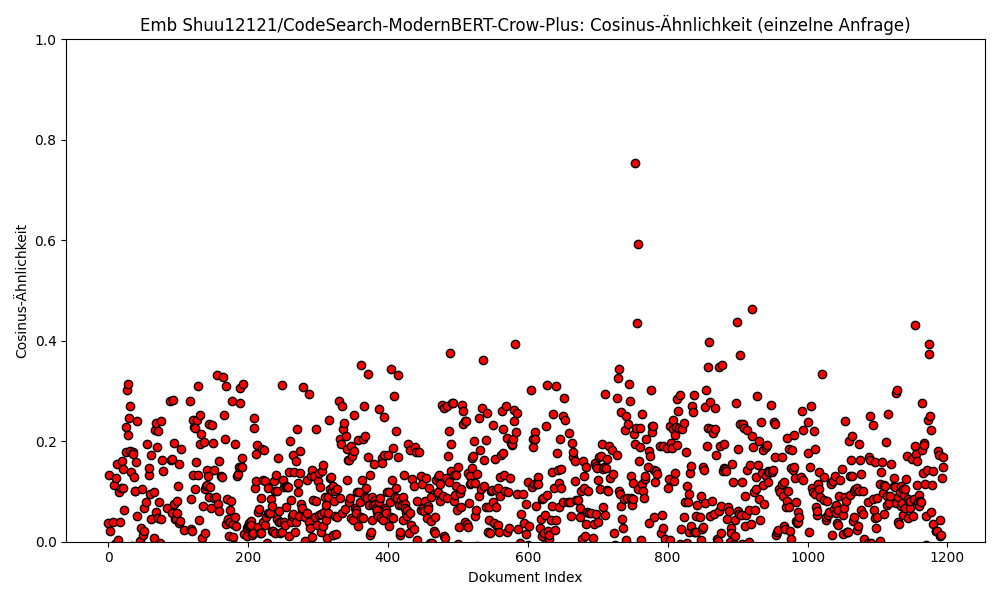 Emb Shuu12121/CodeSearch-ModernBERT-Crow-Plus: Cosinus-Ähnlichkeit (einzelne Anfrage)
1.0
0.8
0.6
0.4
0.2
0.0
Cosinus-Ähnlichkeit
0 200 400 600 800 1000 1200
Dokument Index